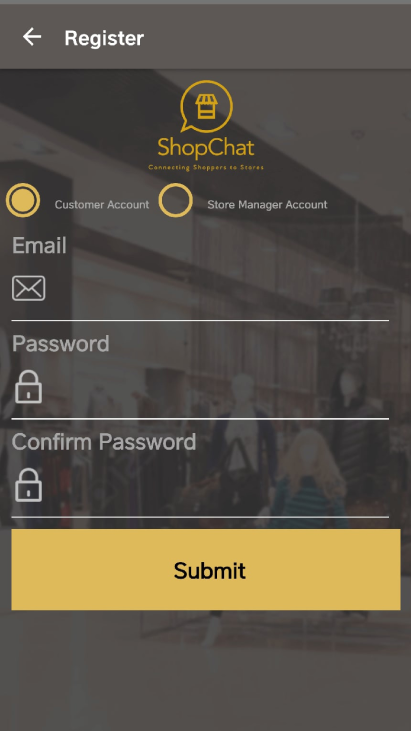 Register
ShopChat
Connecting Shoppers to Stores
Customer Account Store Manager Account
Email
Password
Confirm Password
Submit